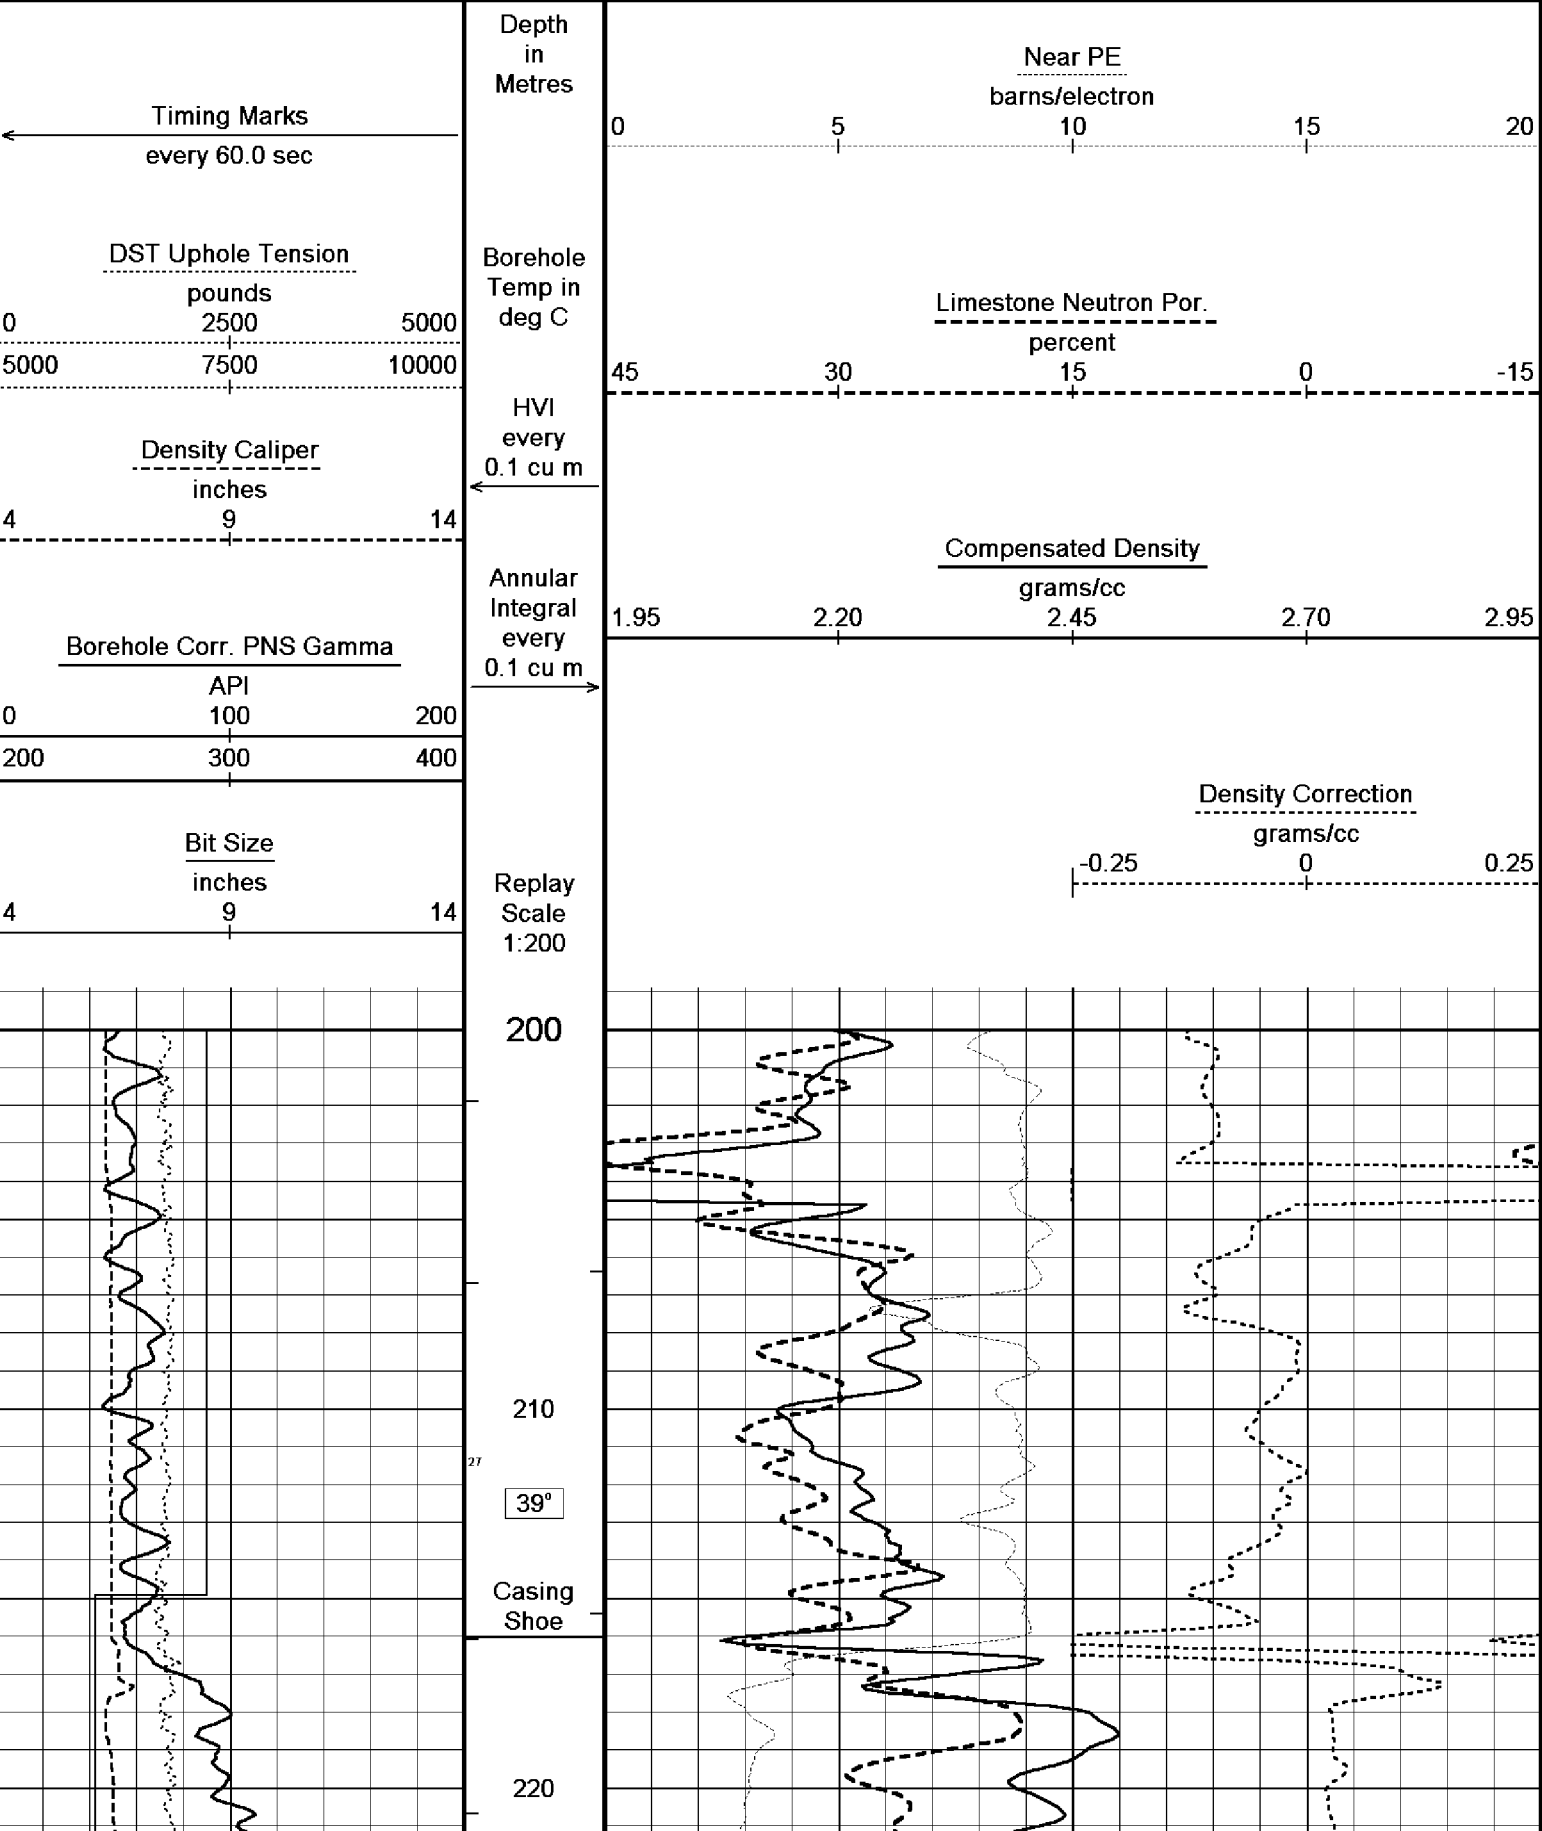 Timing Marks
every 60.0 sec
DST Uphole Tension
pounds
0 2500 5000
5000 7500 10000
Density Caliper
inches
4 9 14
Borehole Corr. PNS Gamma
API
0 100 200
200 300 400
Bit Size
inches
4 9 14
Depth
in
Metres
Borehole
Temp in
deg C
HVI
every
0.1 cu m
Annular
Integral
every
0.1 cu m
Replay
Scale
1:200
Near PE
barns/electron
0 5 10 15 20
Limestone Neutron Por.
percent
45 30 15 0 -15
Compensated Density
grams/cc
1.95 2.20 2.45 2.70 2.95
Density Correction
grams/cc
-0.25 0 0.25
200
210
27
39°
Casing
Shoe
220